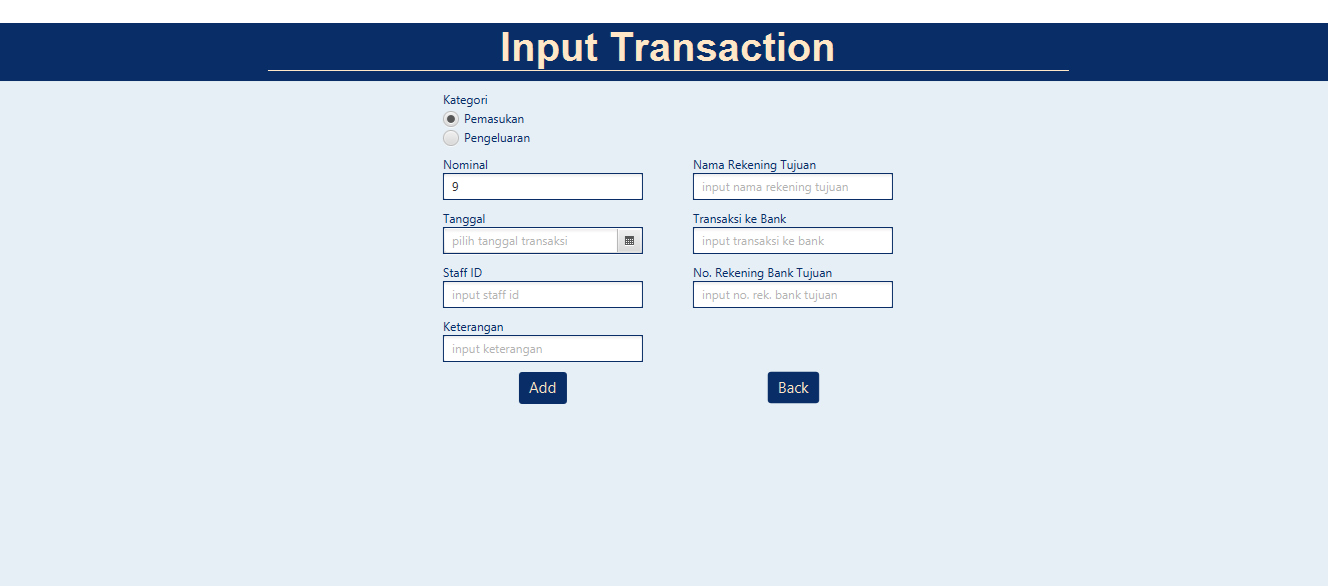 Input Transaction
Kategori
Pemasukan
Pengeluaran
Nominal
9
Nama Rekening Tujuan
input nama rekening tujuan
Tanggal
pilih tanggal transaksi
Transaksi ke Bank
input transaksi ke bank
Staff ID
input staff id
No. Rekening Bank Tujuan
input no. rek. bank tujuan
Keterangan
input keterangan
Add
Back